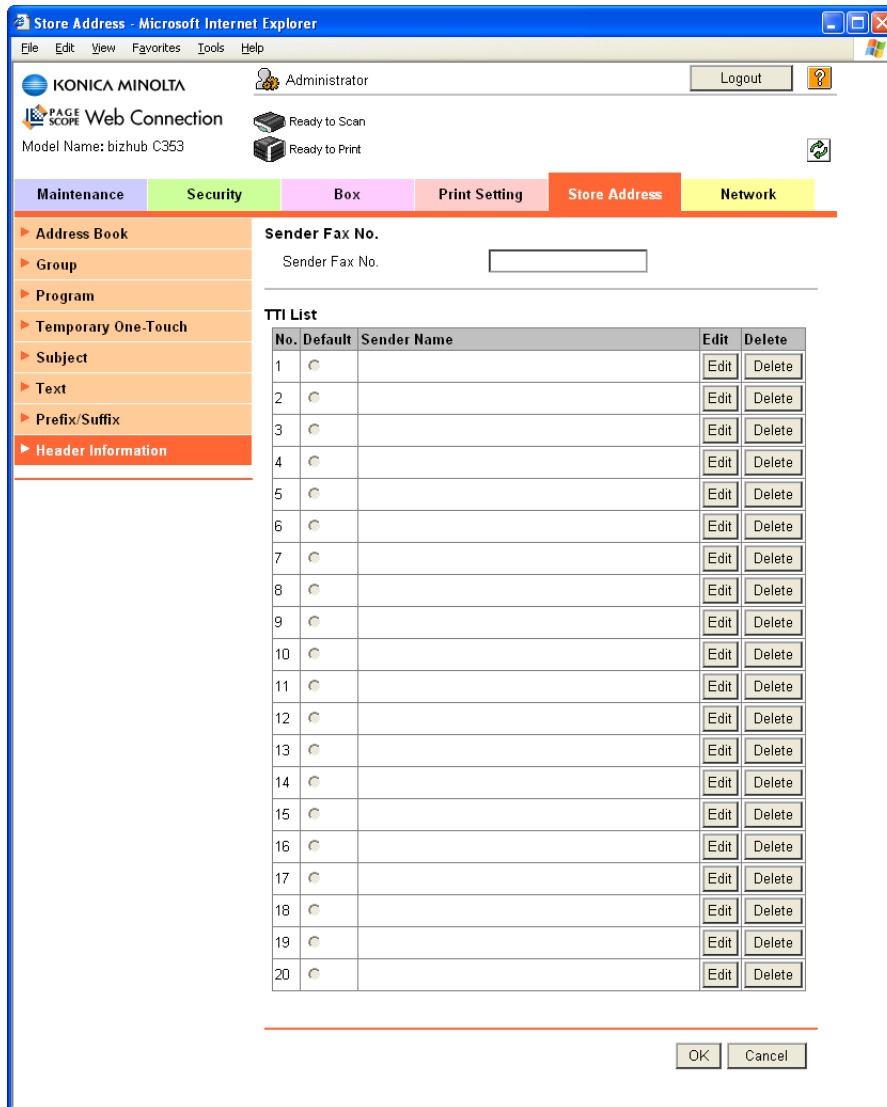 Store Address - Microsoft Internet Explorer
File Edit View Favorites Tools Help
KONICA MINOLTA
Administrator
Logout
?
PAGE SCOPE Web Connection
Ready to Scan
Model Name: bizhub C353
Ready to Print
Maintenance Security Box Print Setting Store Address Network
Address Book
Group
Program
Temporary One-Touch
Subject
Text
Prefix/Suffix
Header Information
Sender Fax No.
Sender Fax No.
TTI List
No. Default Sender Name Edit Delete
1 Edit Delete
2 Edit Delete
3 Edit Delete
4 Edit Delete
5 Edit Delete
6 Edit Delete
7 Edit Delete
8 Edit Delete
9 Edit Delete
10 Edit Delete
11 Edit Delete
12 Edit Delete
13 Edit Delete
14 Edit Delete
15 Edit Delete
16 Edit Delete
17 Edit Delete
18 Edit Delete
19 Edit Delete
20 Edit Delete
OK Cancel